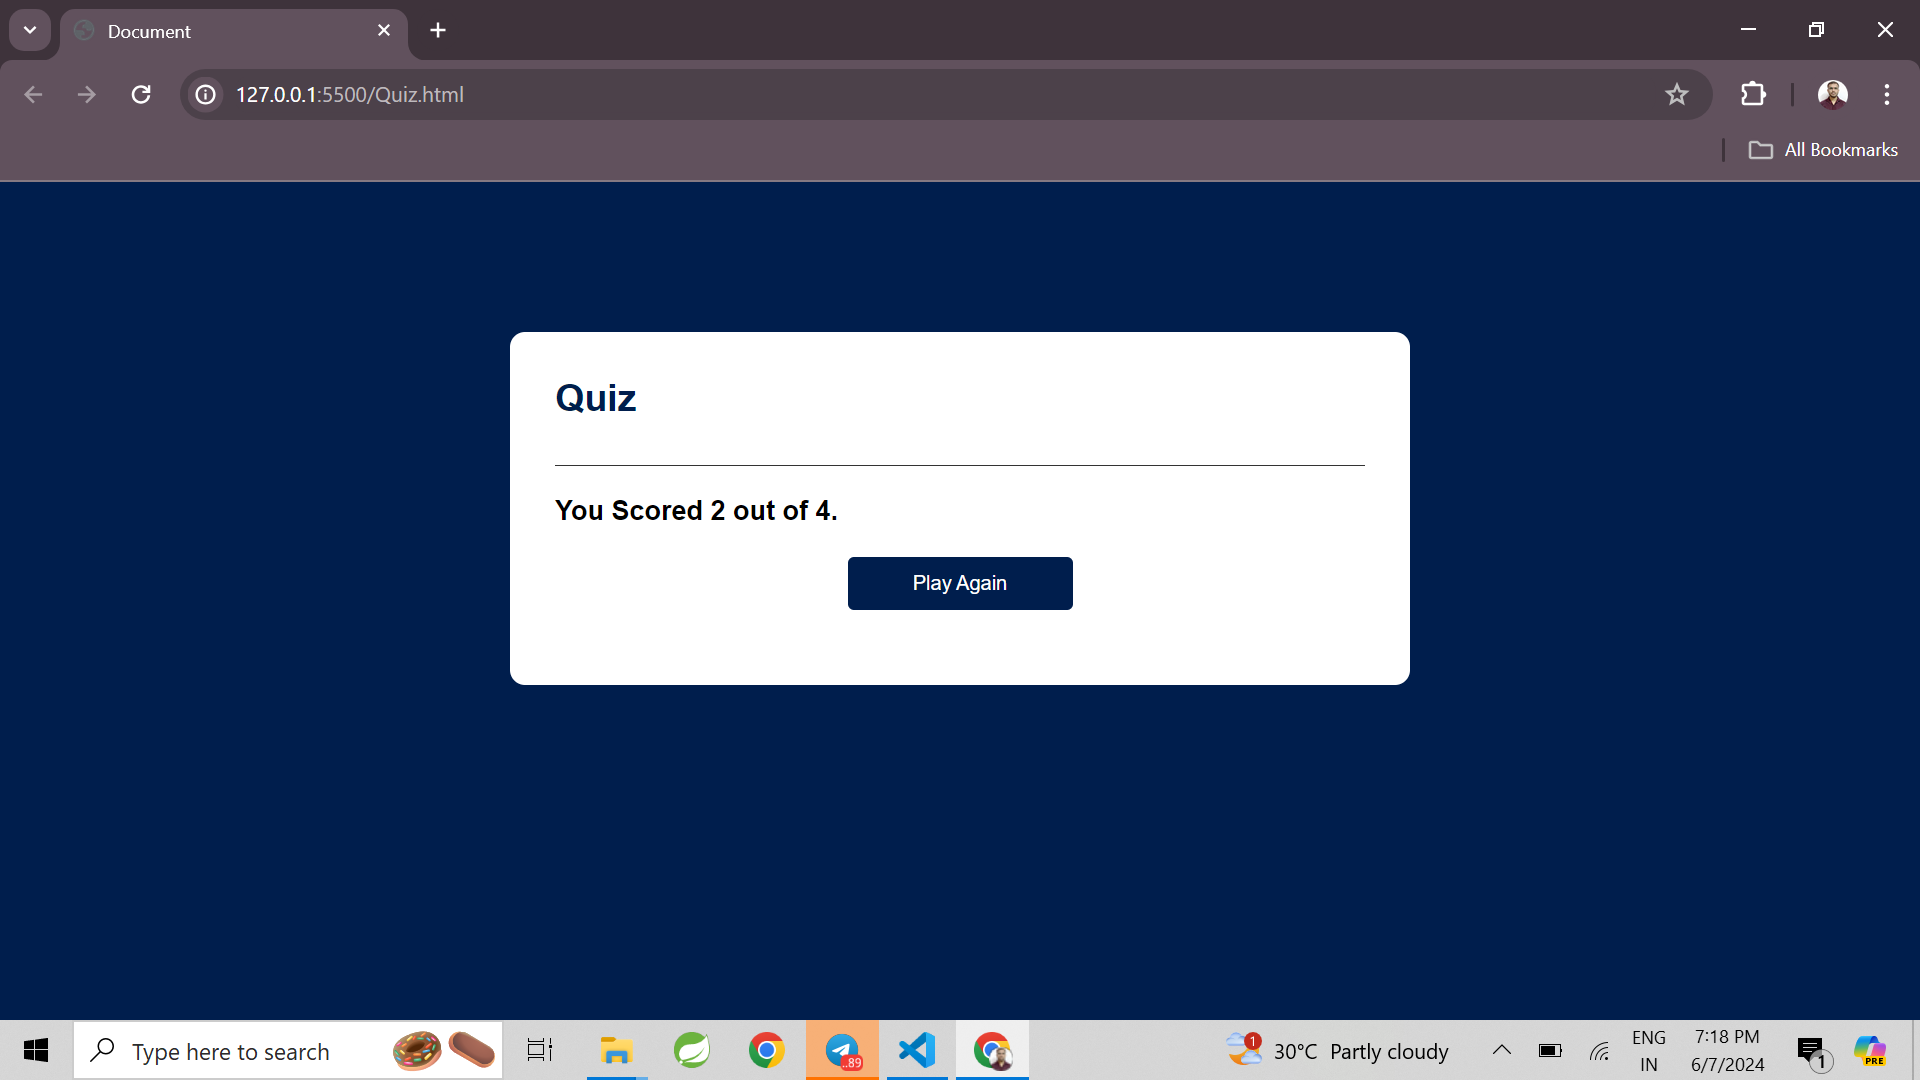 Document
127.0.0.1:5500/Quiz.html
All Bookmarks
Quiz
You Scored 2 out of 4.
Play Again
Type here to search
..89
1
30°C Partly cloudy
ENG
IN
7:18 PM
6/7/2024
1
PRE